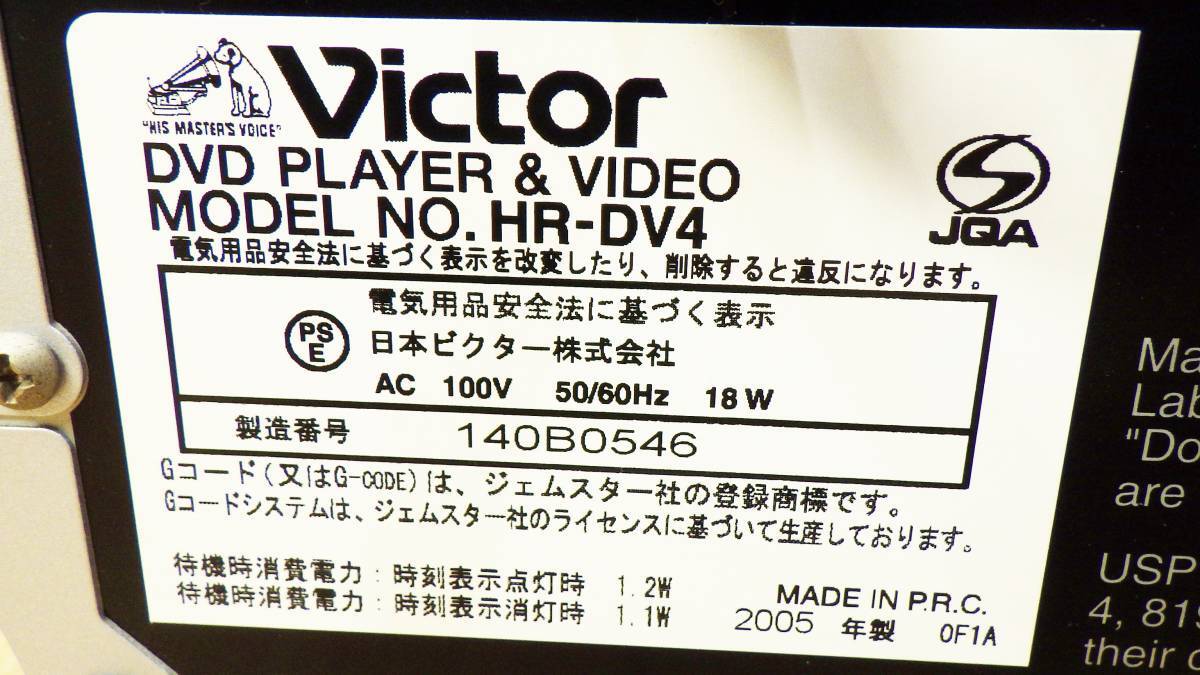 "HIS MASTER'S VOICE"
Victor
DVD PLAYER & VIDEO
MODEL NO. HR-DV4
JQA
電気用品安全法に基づく表示を改変したり、削除すると違反になります。
電気用品安全法に基づく表示
PS
E
日本ビクター株式会社
AC 100V 50/60Hz 18W
製造番号 140B0546
Gコード(又はG-CODE)は、ジェムスター社の登録商標です。
Gコードシステムは、ジェムスター社のライセンスに基づいて生産しております。
待機時消費電力:時刻表示点灯時 1.2W
待機時消費電力:時刻表示消灯時 1.1W
MADE IN P.R.C.
2005 年製 0F1A
"Do
are
USP
their